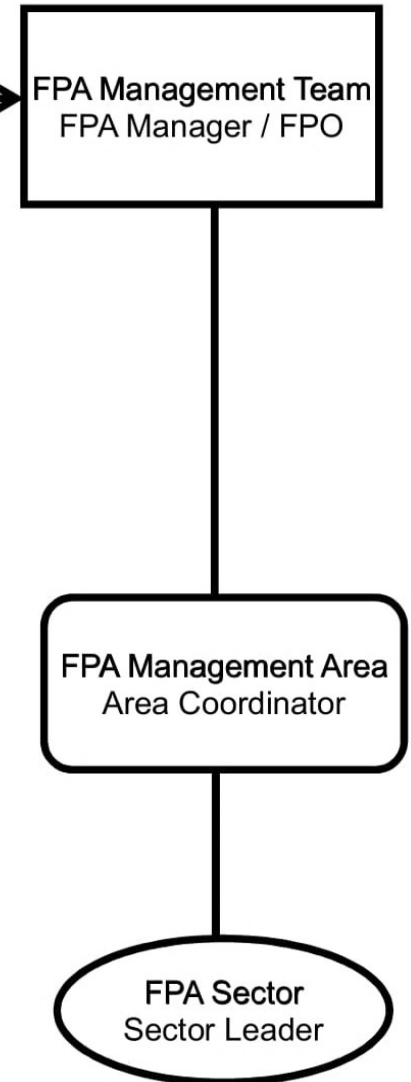 FPA Management Team
FPA Manager / FPO
FPA Management Area
Area Coordinator
FPA Sector
Sector Leader